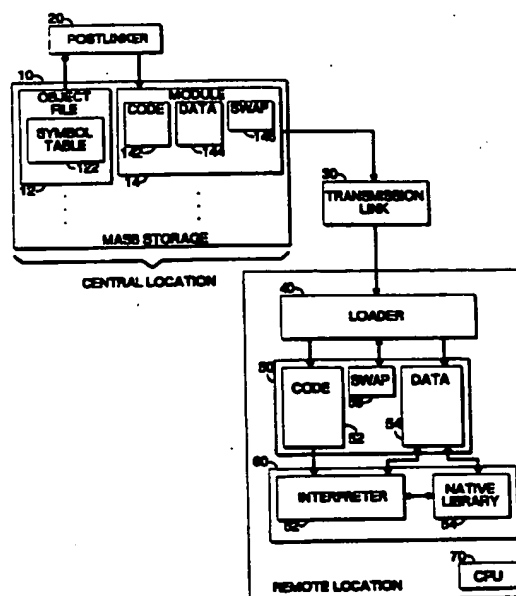 20
POSTLINKER
10
OBJECT
FILE
SYMBOL
TABLE
122
12
MODULE
CODE
DATA
SWAP
142
144
146
14
MASS STORAGE
CENTRAL LOCATION
30
TRANSMISSION
LINK
40
LOADER
50
CODE
SWAP
DATA
52
54
60
INTERPRETER
NATIVE
LIBRARY
62
64
70
CPU
REMOTE LOCATION